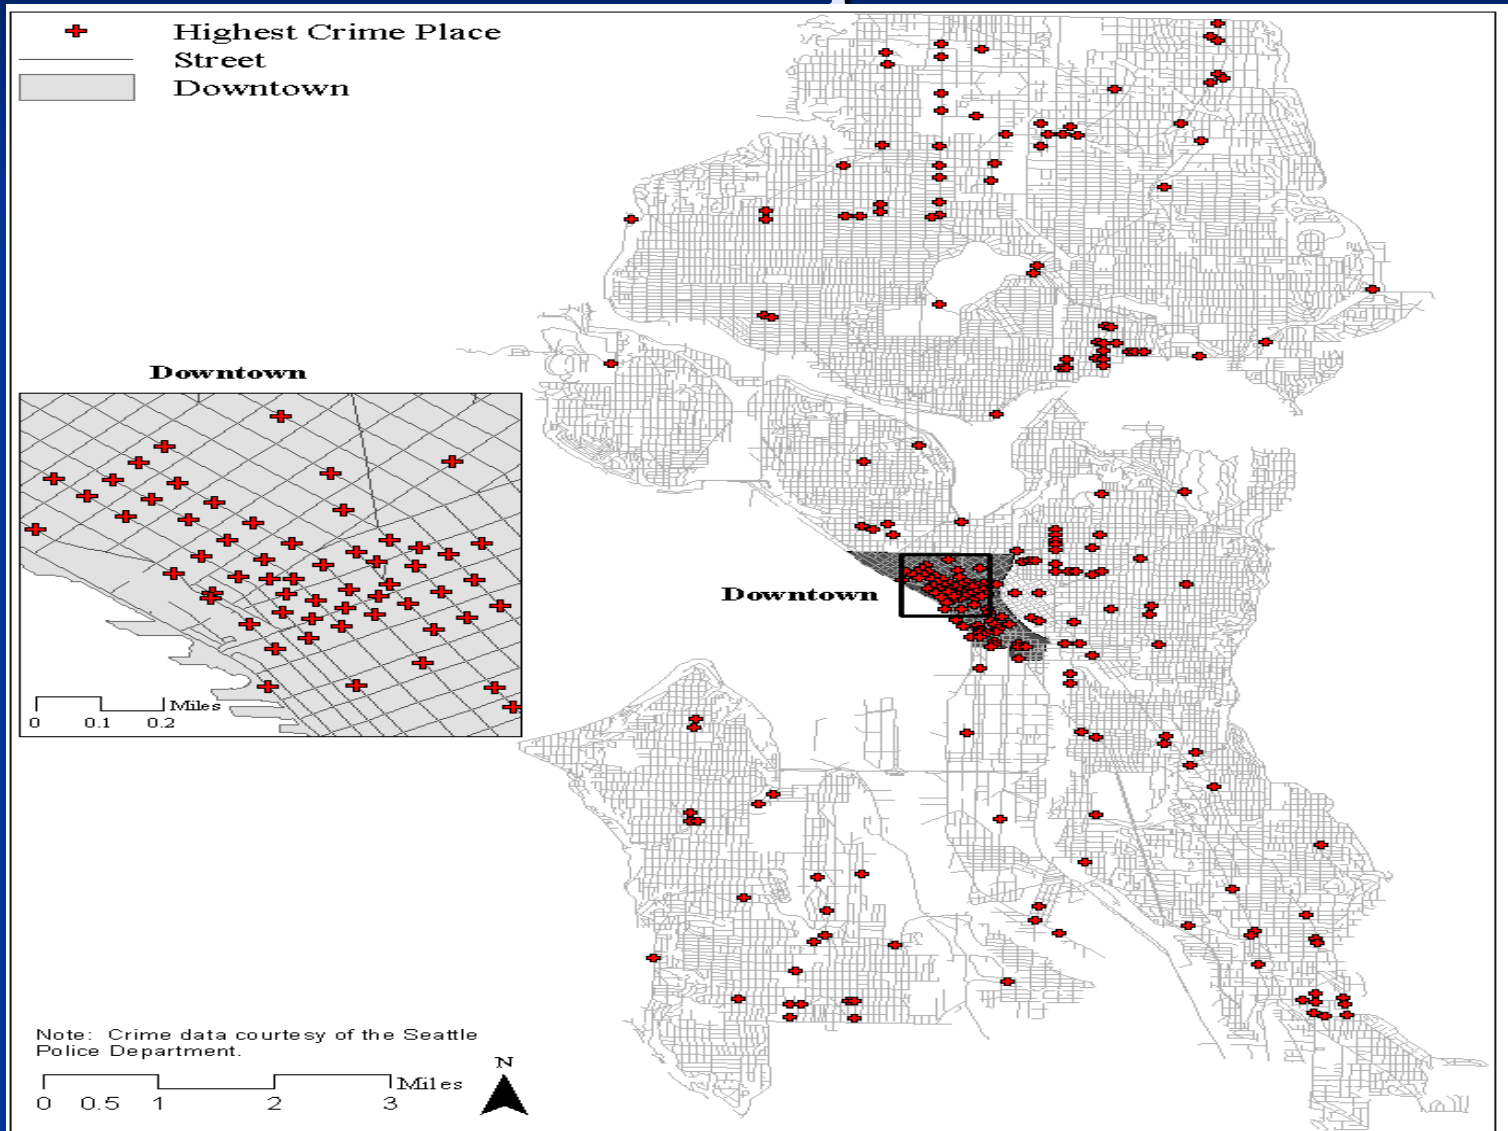 Highest Crime Place
Street
Downtown
Downtown
Miles
0 0.1 0.2
Downtown
Note: Crime data courtesy of the Seattle
Police Department.
N
Miles
0 0.5 1 2 3